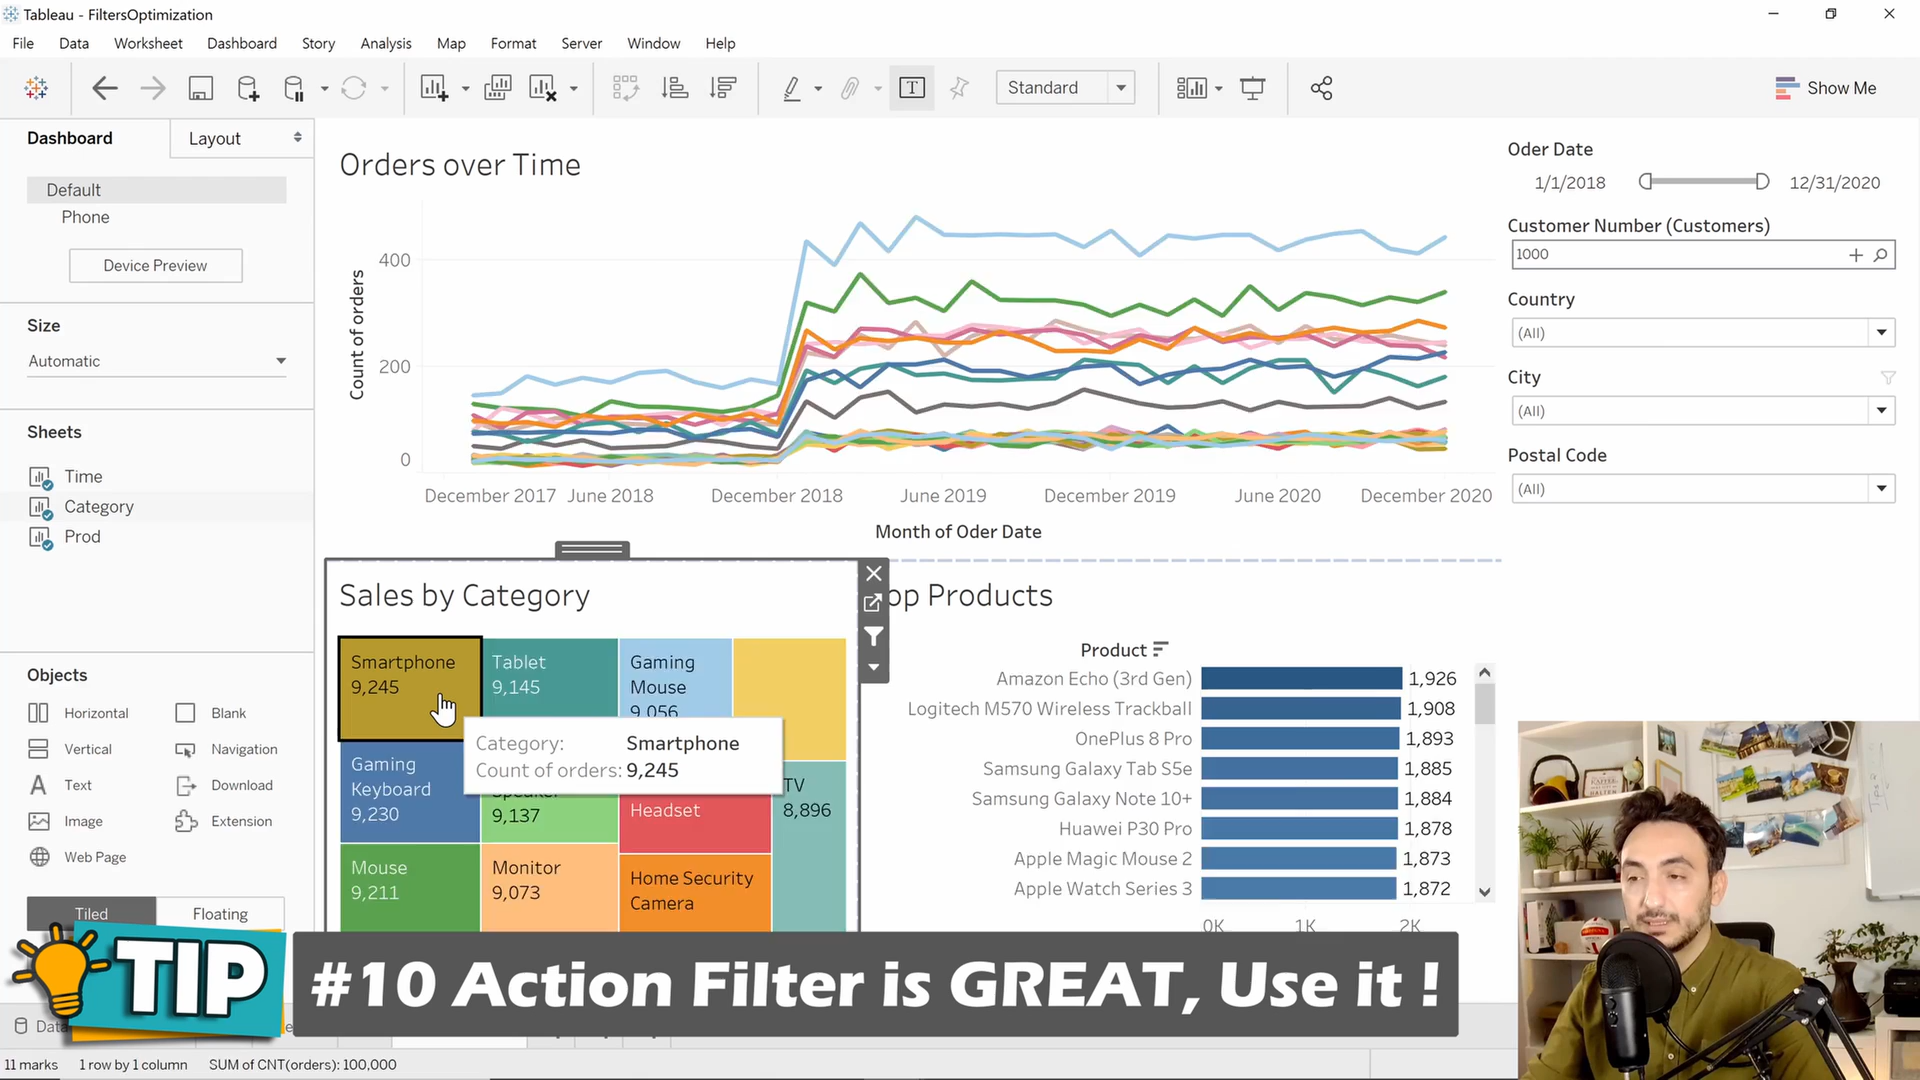 Tableau - FiltersOptimization
File Data Worksheet Dashboard Story Analysis Map Format Server Window Help
Standard
Show Me
Dashboard
Layout
Default
Phone
Device Preview
Size
Automatic
Sheets
Time
Category
Prod
Objects
Horizontal
Blank
Vertical
Navigation
Text
Download
Image
Extension
Web Page
Tiled
Floating
Orders over Time
Count of orders
400
200
0
December 2017 June 2018 December 2018 June 2019 December 2019 June 2020 December 2020
Month of Oder Date
Oder Date
1/1/2018
12/31/2020
Customer Number (Customers)
1000
Country
(All)
City
(All)
Postal Code
(All)
Sales by Category
Smartphone
9,245
Tablet
9,145
Gaming
Mouse
9,056
Category: Smartphone
Count of orders: 9,245
Gaming
Keyboard
9,230
Speaker
9,137
Headset
TV
8,896
Mouse
9,211
Monitor
9,073
Home Security
Camera
op Products
Product
Amazon Echo (3rd Gen) 1,926
Logitech M570 Wireless Trackball 1,908
OnePlus 8 Pro 1,893
Samsung Galaxy Tab S5e 1,885
Samsung Galaxy Note 10+ 1,884
Huawei P30 Pro 1,878
Apple Magic Mouse 2 1,873
Apple Watch Series 3 1,872
0K 1K 2K
TIP
#10 Action Filter is GREAT, Use it !
Data
11 marks 1 row by 1 column SUM of CNT(orders): 100,000